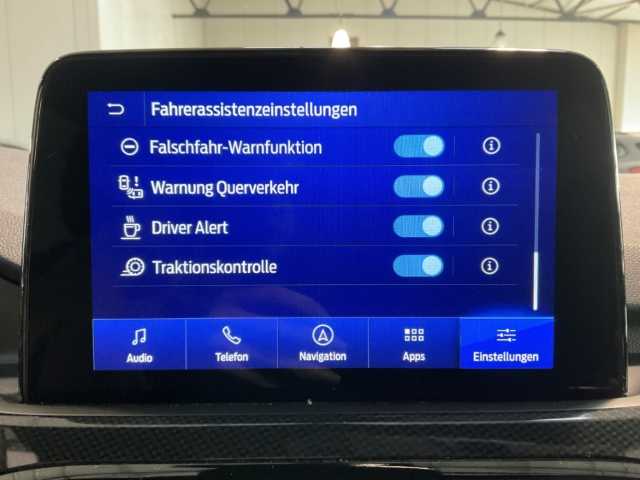 Fahrerassistenzeinstellungen
Falschfahr-Warnfunktion
Warnung Querverkehr
Driver Alert
Traktionskontrolle
Audio Telefon Navigation Apps Einstellungen